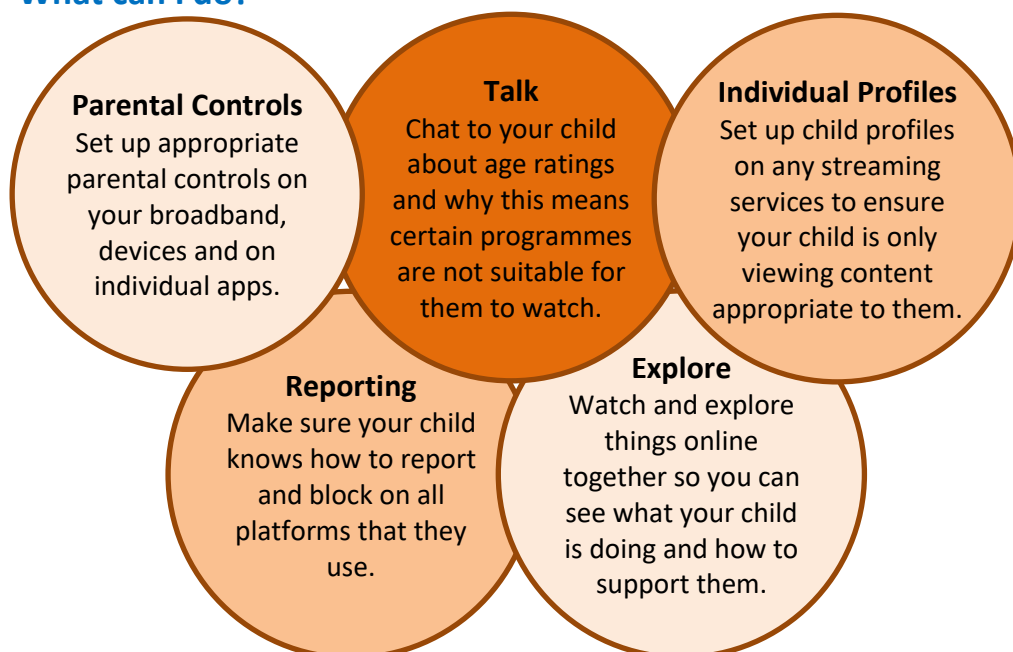 What can I do?
Parental Controls
Set up appropriate
parental controls on
your broadband,
devices and on
individual apps.
Talk
Chat to your child
about age ratings
and why this means
certain programmes
are not suitable for
them to watch.
Individual Profiles
Set up child profiles
on any streaming
services to ensure
your child is only
viewing content
appropriate to them.
Reporting
Make sure your child
knows how to report
and block on all
platforms that they
use.
Explore
Watch and explore
things online
together so you can
see what your child
is doing and how to
support them.